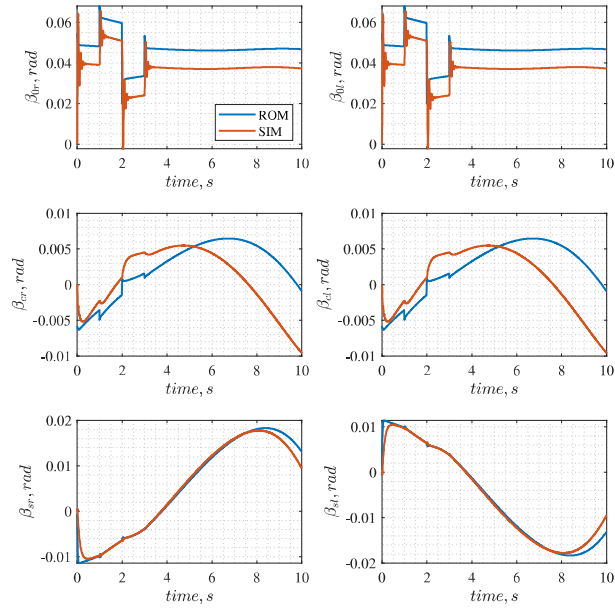 0.06
0.04
0.02
0
β0r, rad
ROM
SIM
0 2 4 6 8 10
time, s
0.06
0.04
0.02
0
β0l, rad
0 2 4 6 8 10
time, s
0.01
0.005
0
-0.005
-0.01
βcr, rad
0 2 4 6 8 10
time, s
0.01
0.005
0
-0.005
-0.01
βcl, rad
0 2 4 6 8 10
time, s
0.02
0.01
0
-0.01
βsr, rad
0 2 4 6 8 10
time, s
0.01
0
-0.01
-0.02
βsl, rad
0 2 4 6 8 10
time, s